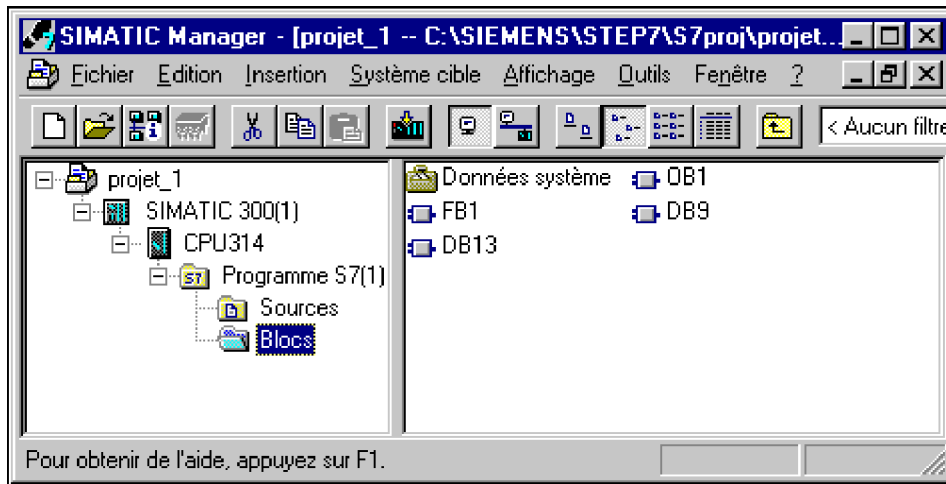 SIMATIC Manager - [projet_1 -- C:\SIEMENS\STEP7\S7proj\projet...
Fichier Edition Insertion Système cible Affichage Outils Fenêtre ?
< Aucun filtre
projet_1
SIMATIC 300(1)
CPU314
S7 Programme S7(1)
Sources
Blocs
Données système OB1
FB1 DB9
DB13
Pour obtenir de l'aide, appuyez sur F1.